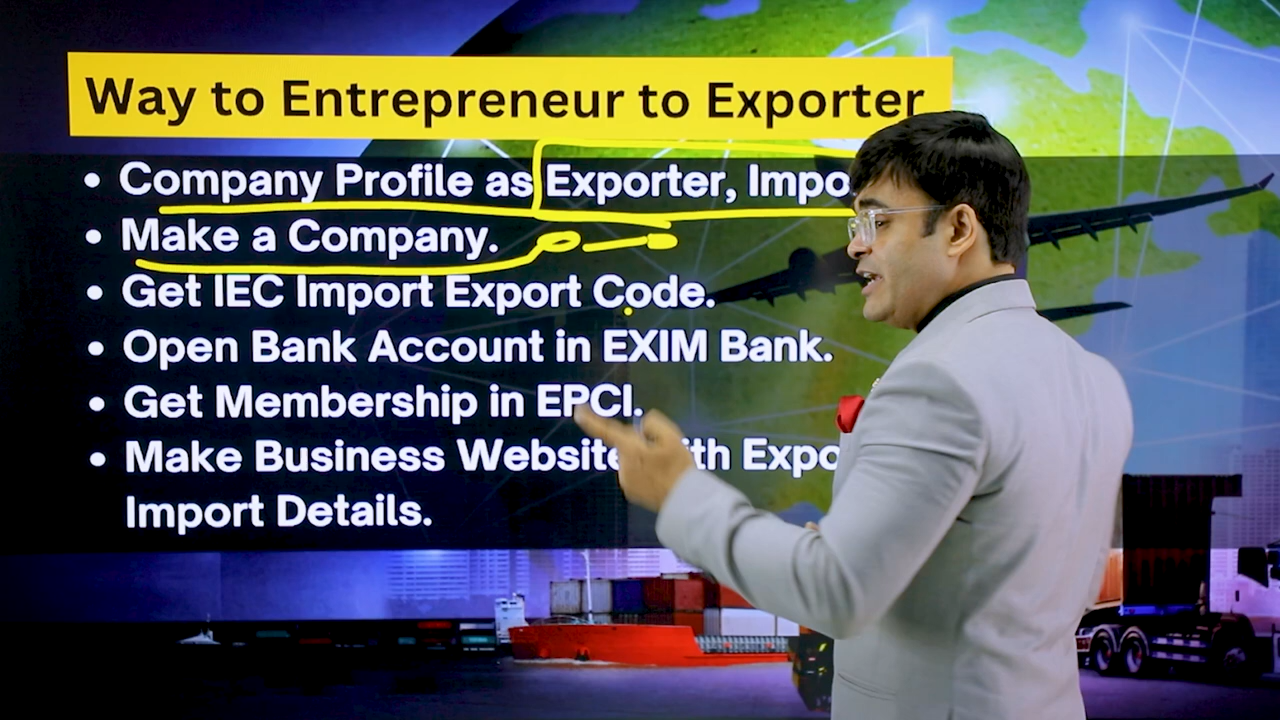 Way to Entrepreneur to Exporter
• Company Profile as Exporter,
• Make a Company.
• Get IEC Import Export Code.
• Open Bank Account in EXIM Bank.
• Get Membership in EPCI.
• Make Business Website
Import Details.